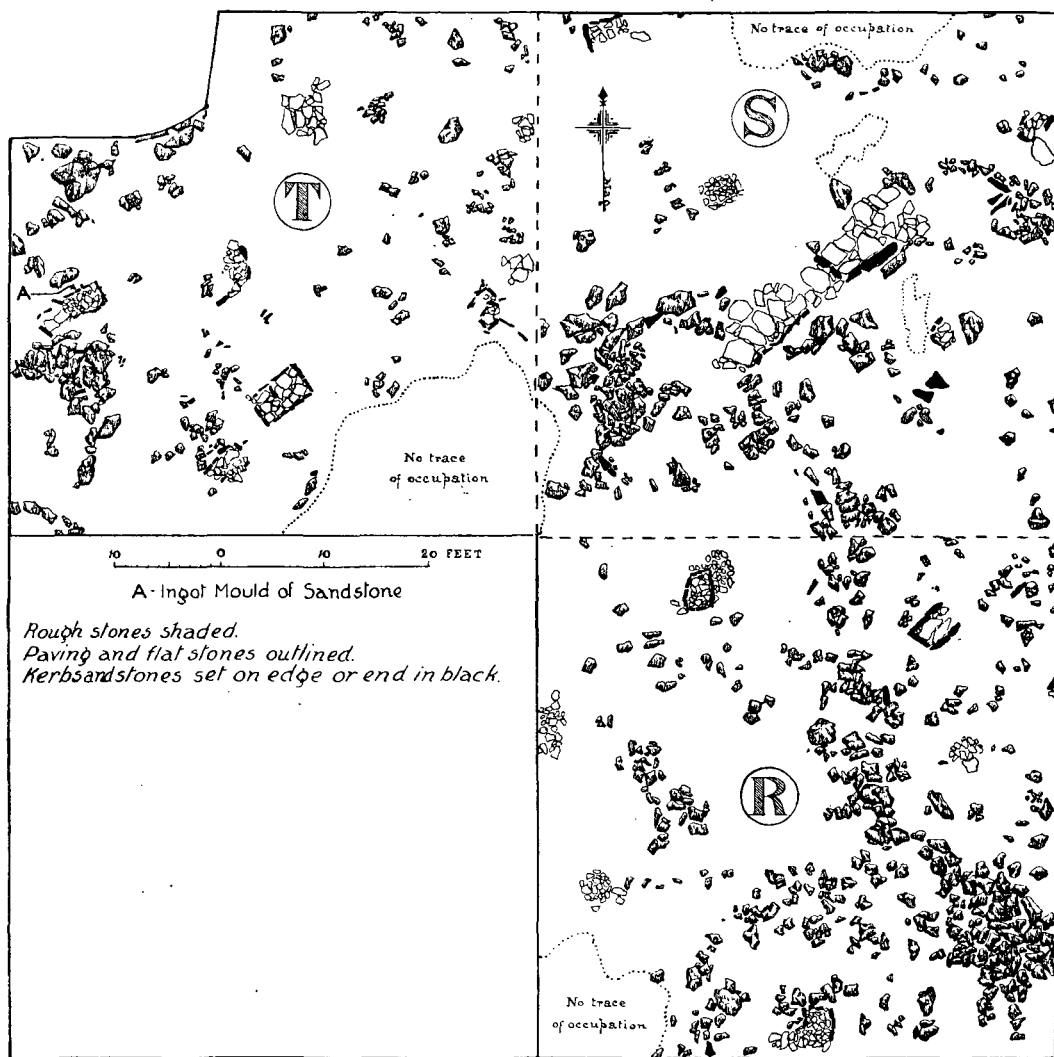 No trace of occupation
S
Mag.
T
A
No trace
of occupation
10 0 10 20 FEET
A - Ingot Mould of Sandstone
Rough stones shaded.
Paving and flat stones outlined.
Kerbsandstones set on edge or end in black.
R
No trace
of occupation